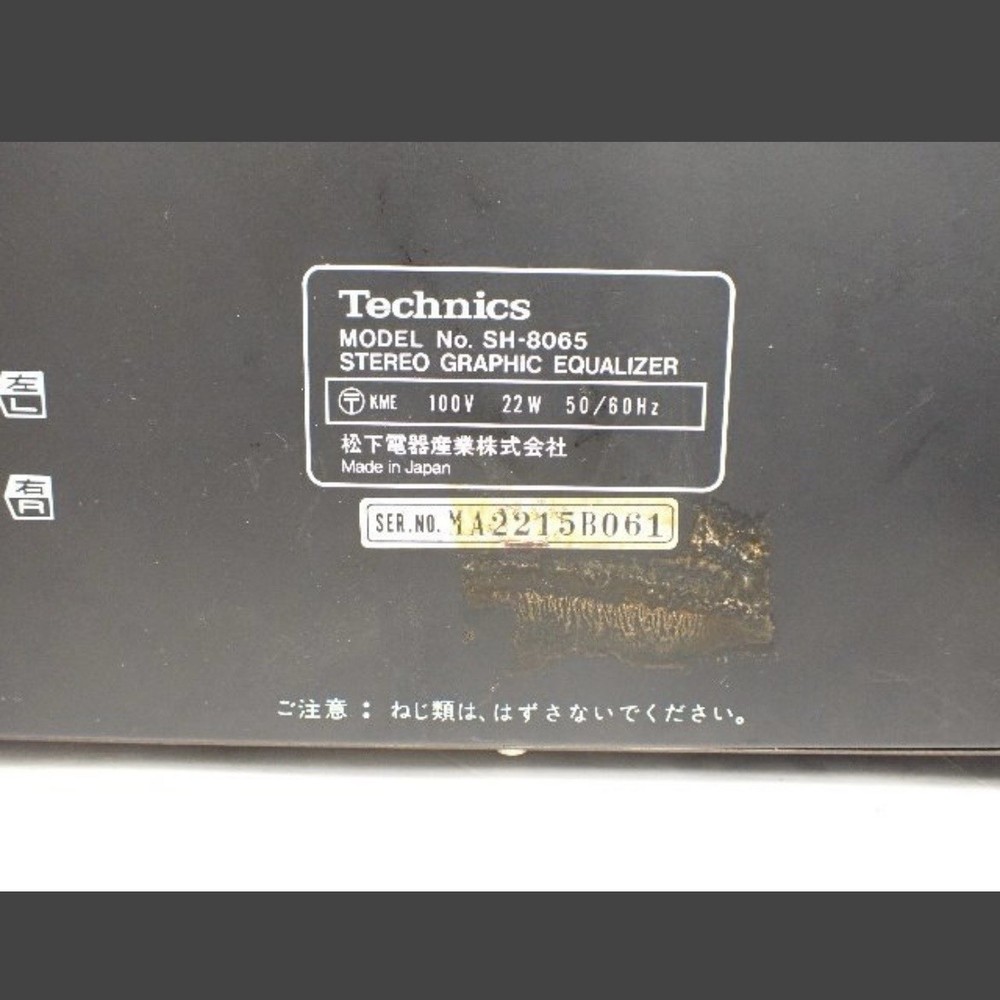 Technics
MODEL No. SH-8065
STEREO GRAPHIC EQUALIZER
〒 KME 100V 22W 50/60Hz
松下電器産業株式会社
Made in Japan
左
L
右
R
SER.NO. MA2215B061
ご注意： ねじ類は、はずさないでください。